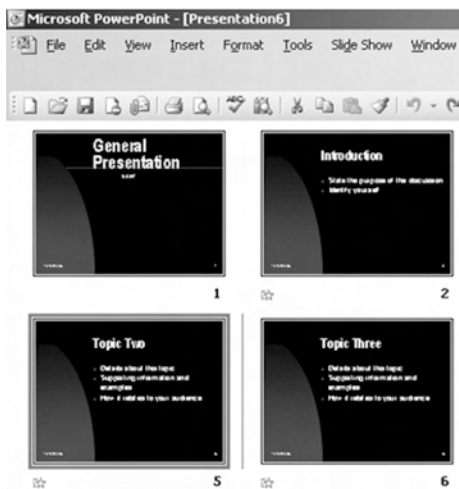 Microsoft PowerPoint - [Presentation6]
File Edit View Insert Format Tools Slide Show Window
General
Presentation
Introduction
State the purpose of the discussion
Identify yourself
1
2
Topic Two
Details about this topic
Supporting information and
examples
How it relates to your audience
Topic Three
Details about this topic
Supporting information and
examples
How it relates to your audience
5
6